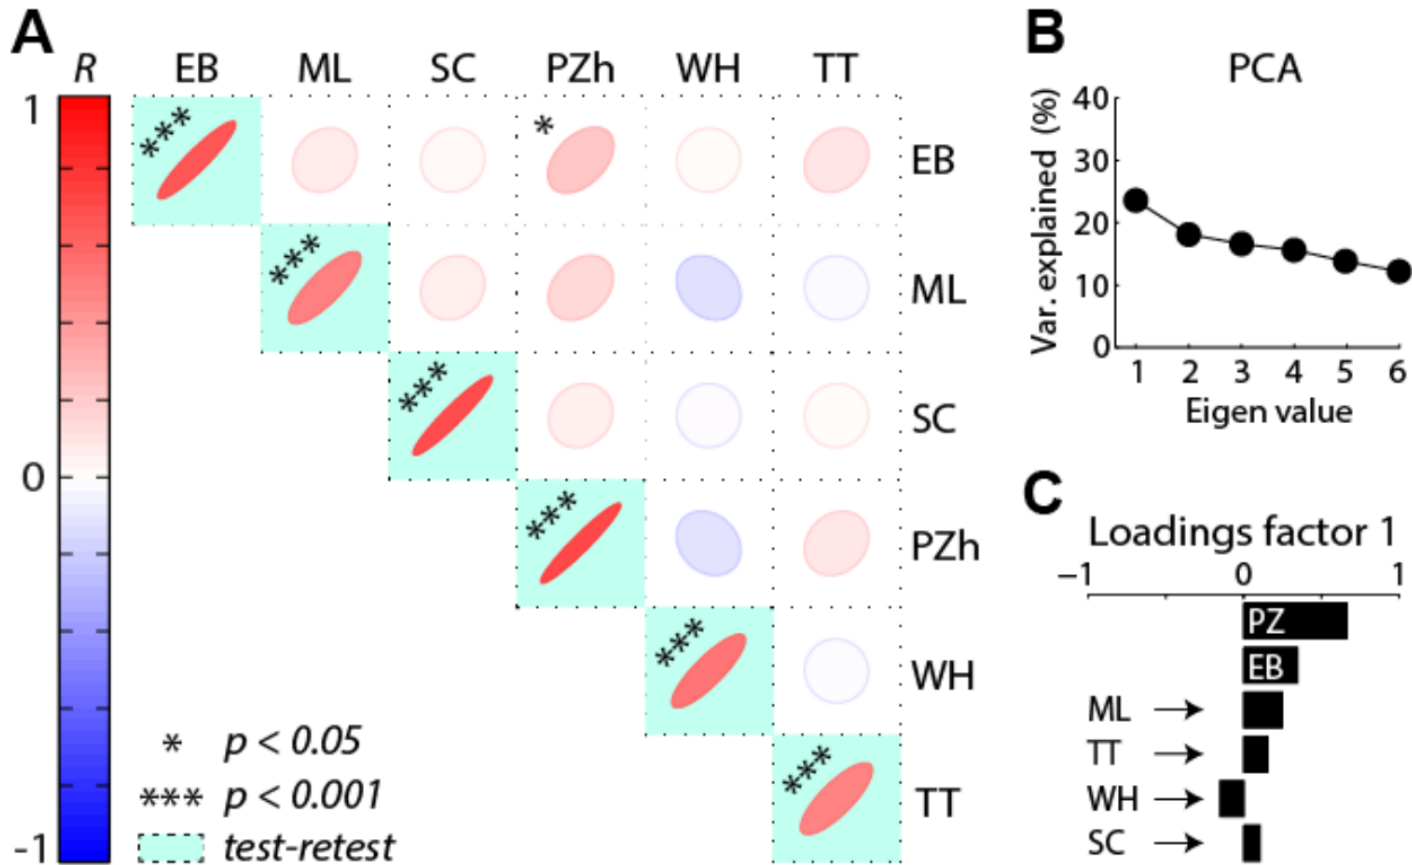 A
R EB ML SC PZh WH TT
1
*** * EB
*** ML
*** SC
0
*** PZh
*** WH
*** TT
-1
* p < 0.05
*** p < 0.001
test-retest
B
PCA
Var. explained (%)
40
30
20
10
0
1 2 3 4 5 6
Eigen value
C
Loadings factor 1
−1 0 1
PZ
EB
ML
TT
WH
SC